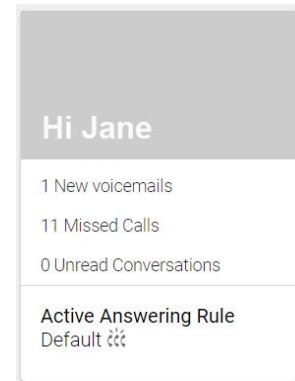 Hi Jane
1 New voicemails
11 Missed Calls
0 Unread Conversations
Active Answering Rule
Default